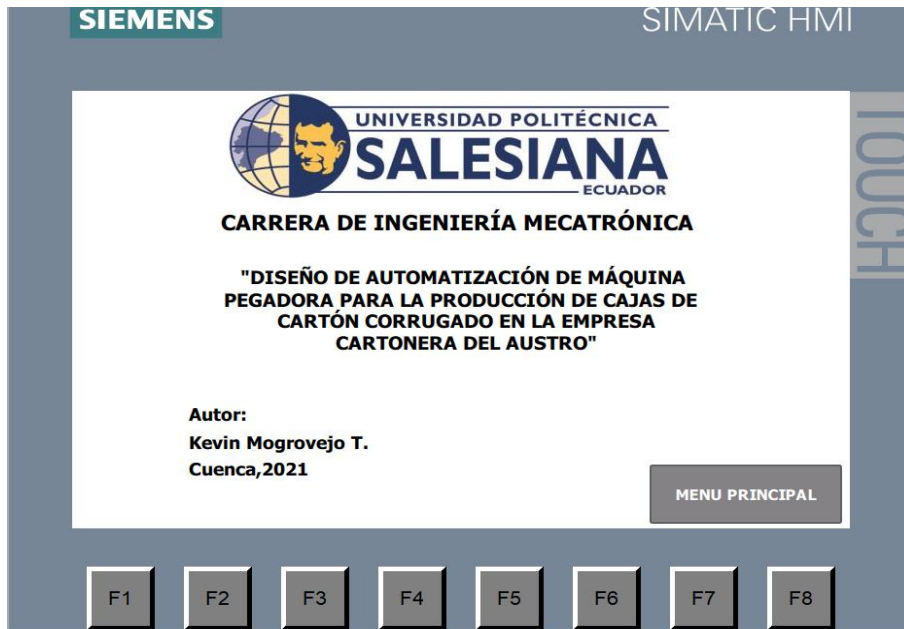 SIEMENS
SIMATIC HMI
TOUCH
UNIVERSIDAD POLITÉCNICA
SALESIANA
ECUADOR
CARRERA DE INGENIERÍA MECATRÓNICA
"DISEÑO DE AUTOMATIZACIÓN DE MÁQUINA
PEGADORA PARA LA PRODUCCIÓN DE CAJAS DE
CARTÓN CORRUGADO EN LA EMPRESA
CARTONERA DEL AUSTRO"
Autor:
Kevin Mogrovejo T.
Cuenca,2021
MENU PRINCIPAL
F1 F2 F3 F4 F5 F6 F7 F8